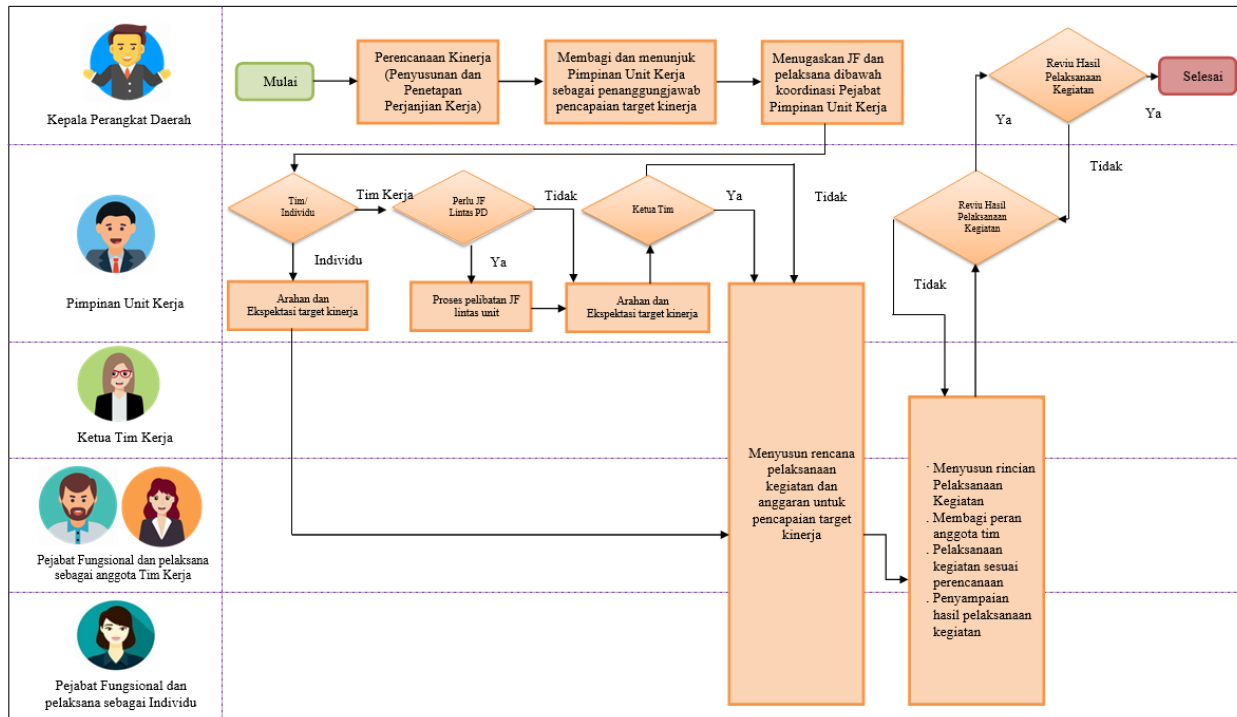 Kepala Perangkat Daerah
Mulai
Perencanaan Kinerja
(Penyusunan dan
Penetapan
Perjanjian Kerja)
Membagi dan menunjuk
Pimpinan Unit Kerja
sebagai penanggungjawab
pencapaian target kinerja
Menugaskan JF dan
pelaksana dibawah
koordinasi Pejabat
Pimpinan Unit Kerja
Reviu Hasil
Pelaksanaan
Kegiatan
Selesai
Ya
Ya
Tidak
Pimpinan Unit Kerja
Tim/
Individu
Tim Kerja
Individu
Perlu JF
Lintas PD
Tidak
Ya
Ketua Tim
Ya
Tidak
Reviu Hasil
Pelaksanaan
Kegiatan
Tidak
Arahan dan
Ekspektasi target kinerja
Proses pelibatan JF
lintas unit
Arahan dan
Ekspektasi target kinerja
Ketua Tim Kerja
Pejabat Fungsional dan pelaksana
sebagai anggota Tim Kerja
Menyusun rencana
pelaksanaan
kegiatan dan
anggaran untuk
pencapaian target
kinerja
· Menyusun rincian
Pelaksanaan
Kegiatan
. Membagi peran
anggota tim
. Pelaksanaan
kegiatan sesuai
perencanaan
. Penyampaian
hasil pelaksanaan
kegiatan
Pejabat Fungsional dan
pelaksana sebagai Individu